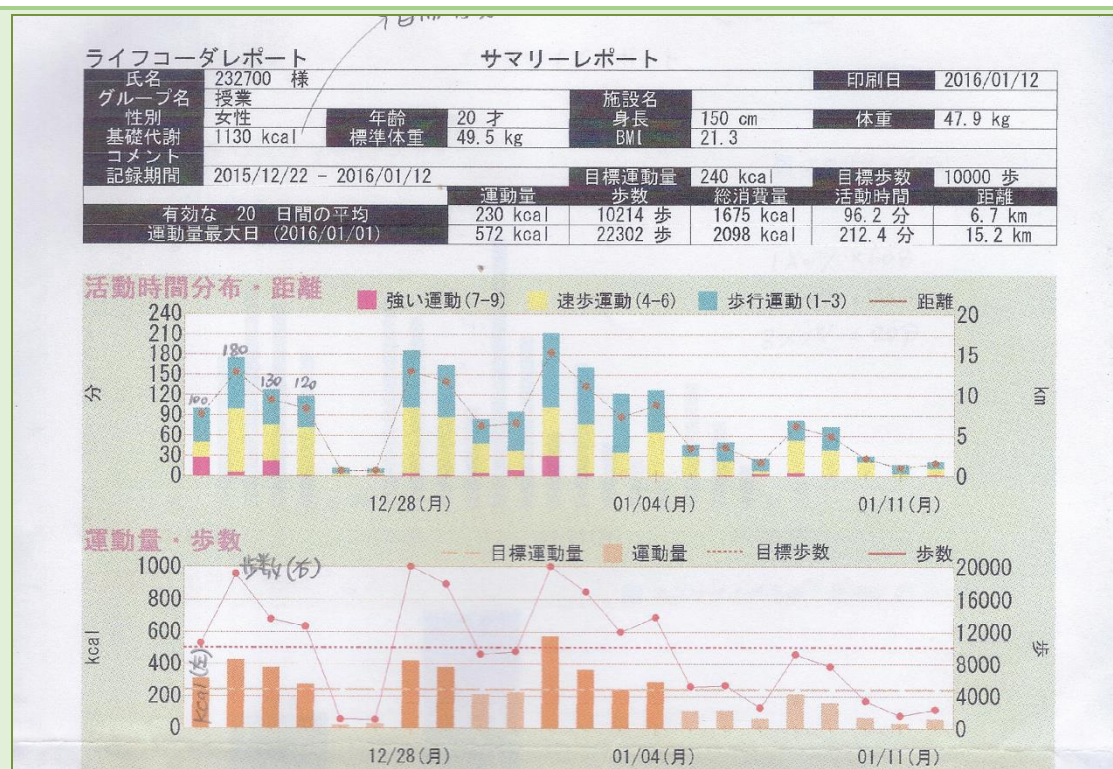 ライフコーダレポート サマリーレポート
氏名 232700 様 印刷日 2016/01/12
グループ名 授業 施設名
性別 女性 年齢 20 才 身長 150 cm 体重 47.9 kg
基礎代謝 1130 kcal 標準体重 49.5 kg BMI 21.3
コメント
記録期間 2015/12/22 - 2016/01/12 目標運動量 240 kcal 目標歩数 10000 歩
運動量 歩数 総消費量 活動時間 距離
有効な 20 日間の平均 230 kcal 10214 歩 1675 kcal 96.2 分 6.7 km
運動量最大日 (2016/01/01) 572 kcal 22302 歩 2098 kcal 212.4 分 15.2 km
活動時間分布・距離
強い運動(7-9) 速歩運動(4-6) 歩行運動(1-3) 距離
240 20
210
180 180 15
150 130 120
120 100 10
90
60 5
30
0 0
分 km
12/28(月) 01/04(月) 01/11(月)
運動量・歩数
目標運動量 運動量 目標歩数 歩数
1000 歩数(右) 20000
800 16000
600 12000
400 8000
200 4000
0 0
kcal 歩
kcal(左)
12/28(月) 01/04(月) 01/11(月)